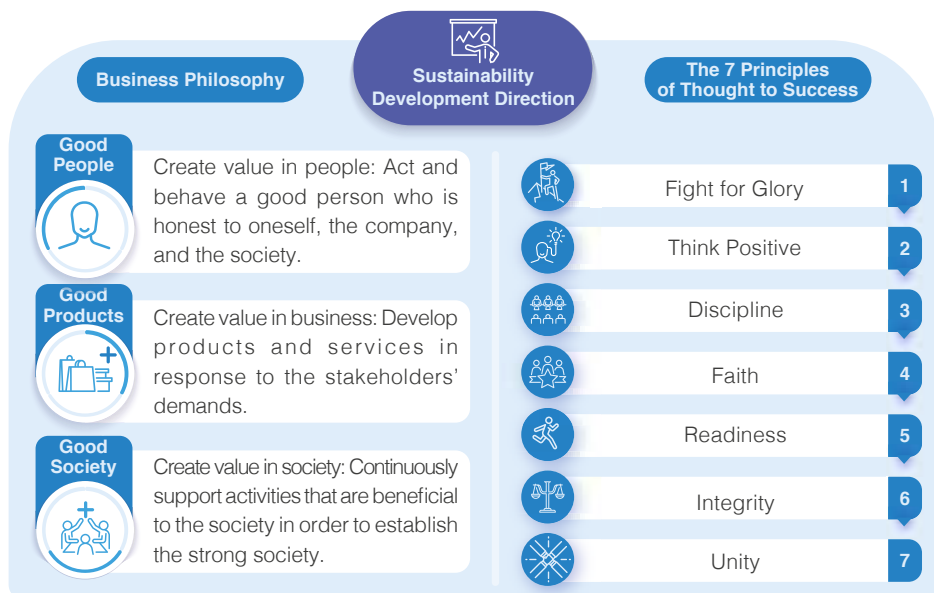 Business Philosophy
Sustainability
Development Direction
The 7 Principles
of Thought to Success
Good
People
Create value in people: Act and
behave a good person who is
honest to oneself, the company,
and the society.
Good
Products
Create value in business: Develop
products and services in
response to the stakeholders’
demands.
Good
Society
Create value in society: Continuously
support activities that are beneficial
to the society in order to establish
the strong society.
Fight for Glory 1
Think Positive 2
Discipline 3
Faith 4
Readiness 5
Integrity 6
Unity 7